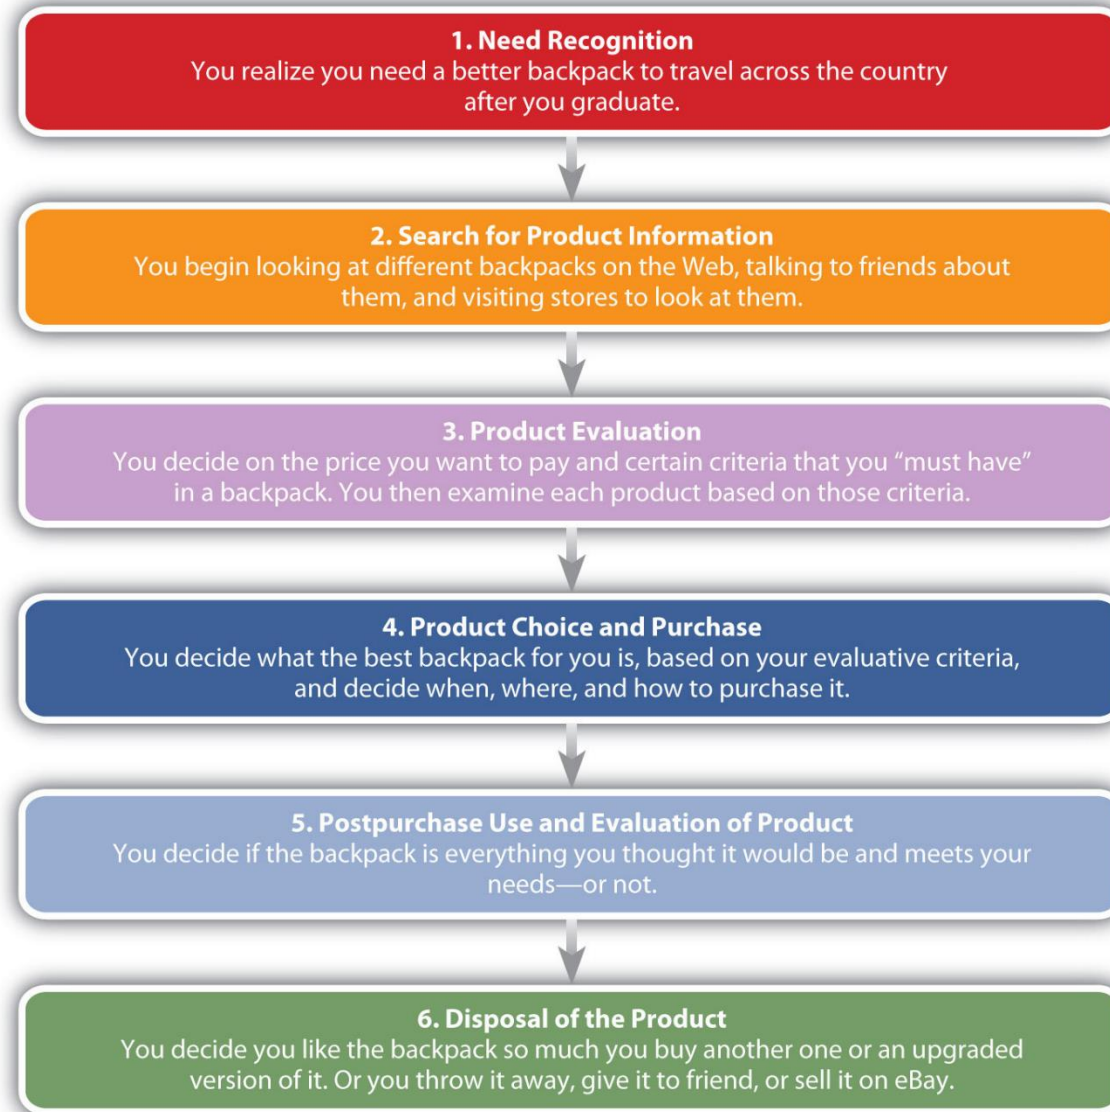 1. Need Recognition
You realize you need a better backpack to travel across the country
after you graduate.
2. Search for Product Information
You begin looking at different backpacks on the Web, talking to friends about
them, and visiting stores to look at them.
3. Product Evaluation
You decide on the price you want to pay and certain criteria that you “must have”
in a backpack. You then examine each product based on those criteria.
4. Product Choice and Purchase
You decide what the best backpack for you is, based on your evaluative criteria,
and decide when, where, and how to purchase it.
5. Postpurchase Use and Evaluation of Product
You decide if the backpack is everything you thought it would be and meets your
needs—or not.
6. Disposal of the Product
You decide you like the backpack so much you buy another one or an upgraded
version of it. Or you throw it away, give it to friend, or sell it on eBay.